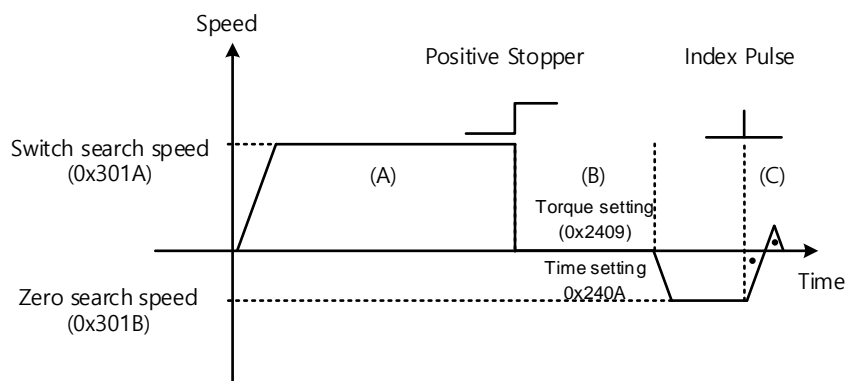 Speed
Positive Stopper
Index Pulse
Switch search speed
(0x301A)
(A)
(B)
(C)
Torque setting
(0x2409)
Time setting
0x240A
Time
Zero search speed
(0x301B)